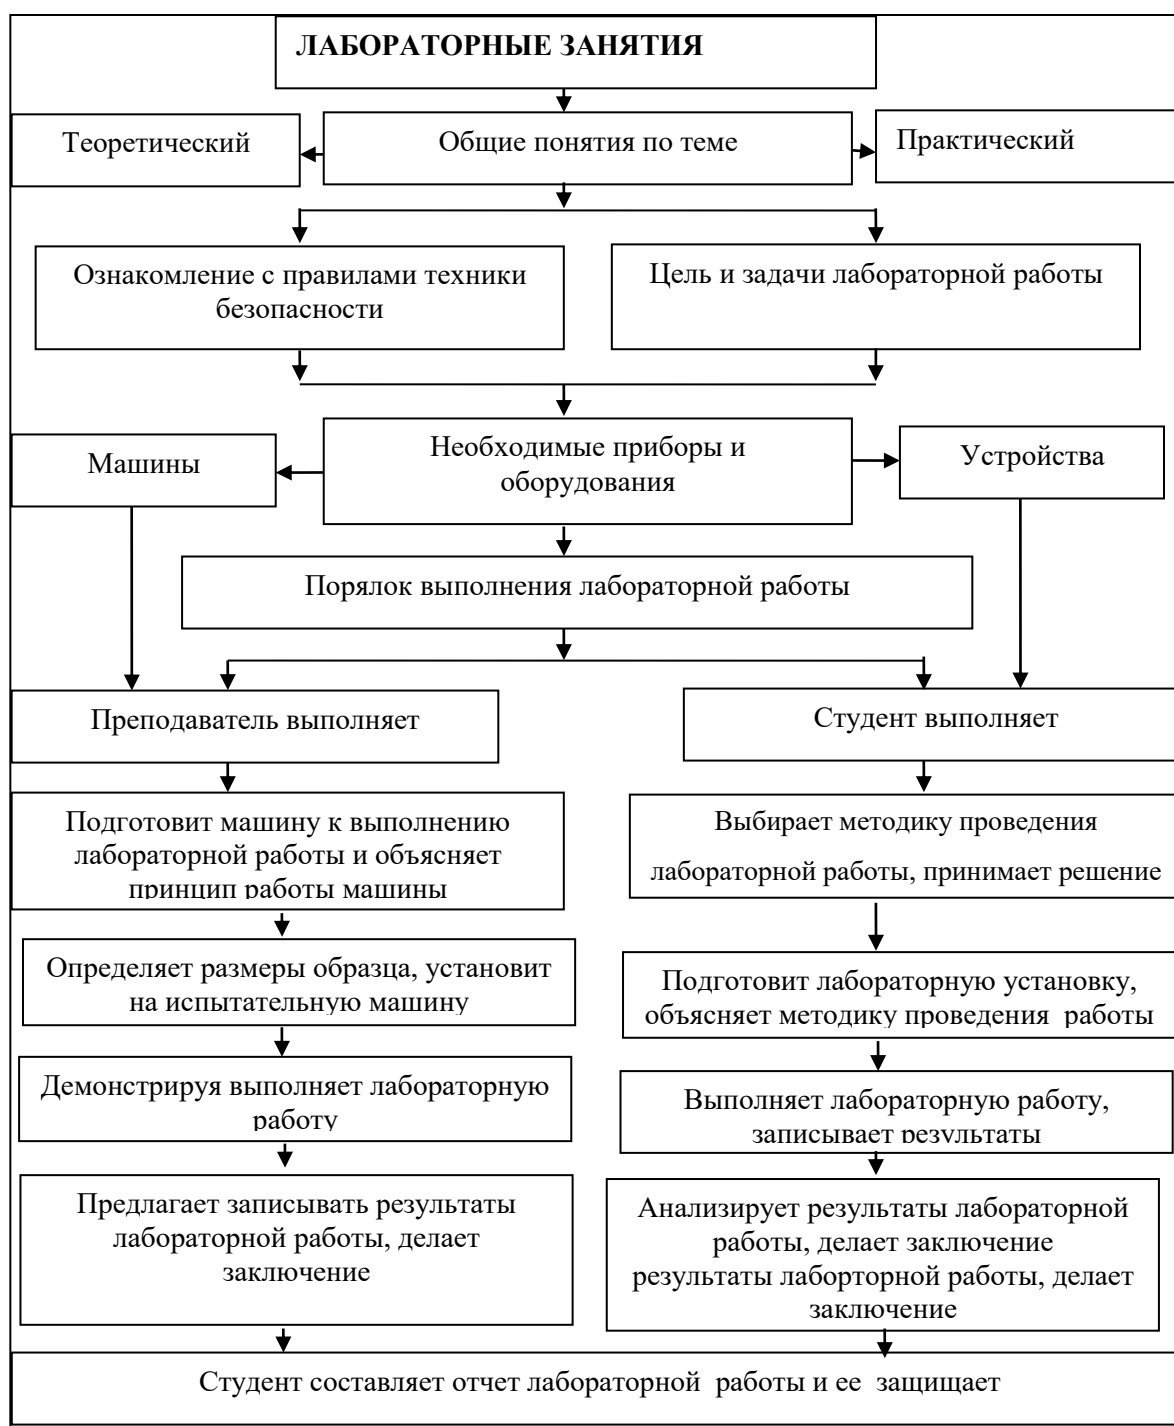 ЛАБОРАТОРНЫЕ ЗАНЯТИЯ
Теоретический
Общие понятия по теме
Практический
Ознакомление с правилами техники
безопасности
Цель и задачи лабораторной работы
Машины
Необходимые приборы и
оборудования
Устройства
Порялок выполнения лабораторной работы
Преподаватель выполняет
Студент выполняет
Подготовит машину к выполнению
лабораторной работы и объясняет
принцип работы машины
Выбирает методику проведения
лабораторной работы, принимает решение
Определяет размеры образца, установит
на испытательную машину
Подготовит лабораторную установку,
объясняет методику проведения работы
Демонстрируя выполняет лабораторную
работу
Выполняет лабораторную работу,
записывает результаты
Предлагает записывать результаты
лабораторной работы, делает
заключение
Анализирует результаты лабораторной
работы, делает заключение
результаты лаборторной работы, делает
заключение
Студент составляет отчет лабораторной работы и ее защищает